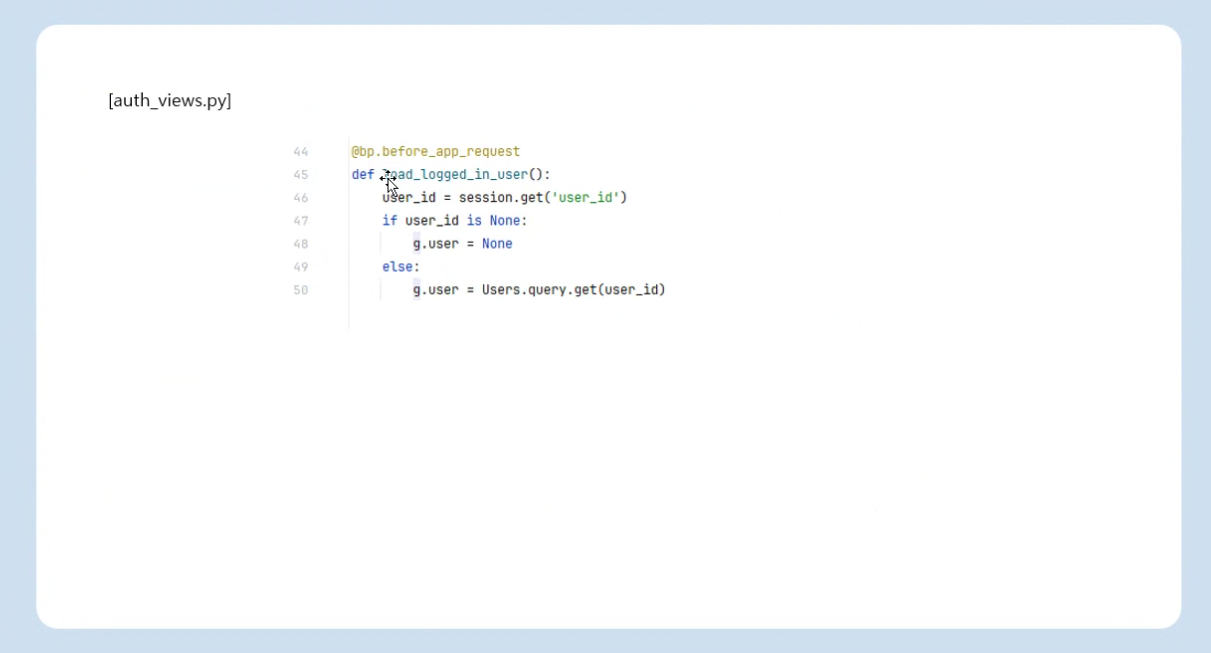 [auth_views.py]
44 @bp.before_app_request
45 def load_logged_in_user():
46 user_id = session.get('user_id')
47 if user_id is None:
48 g.user = None
49 else:
50 g.user = Users.query.get(user_id)